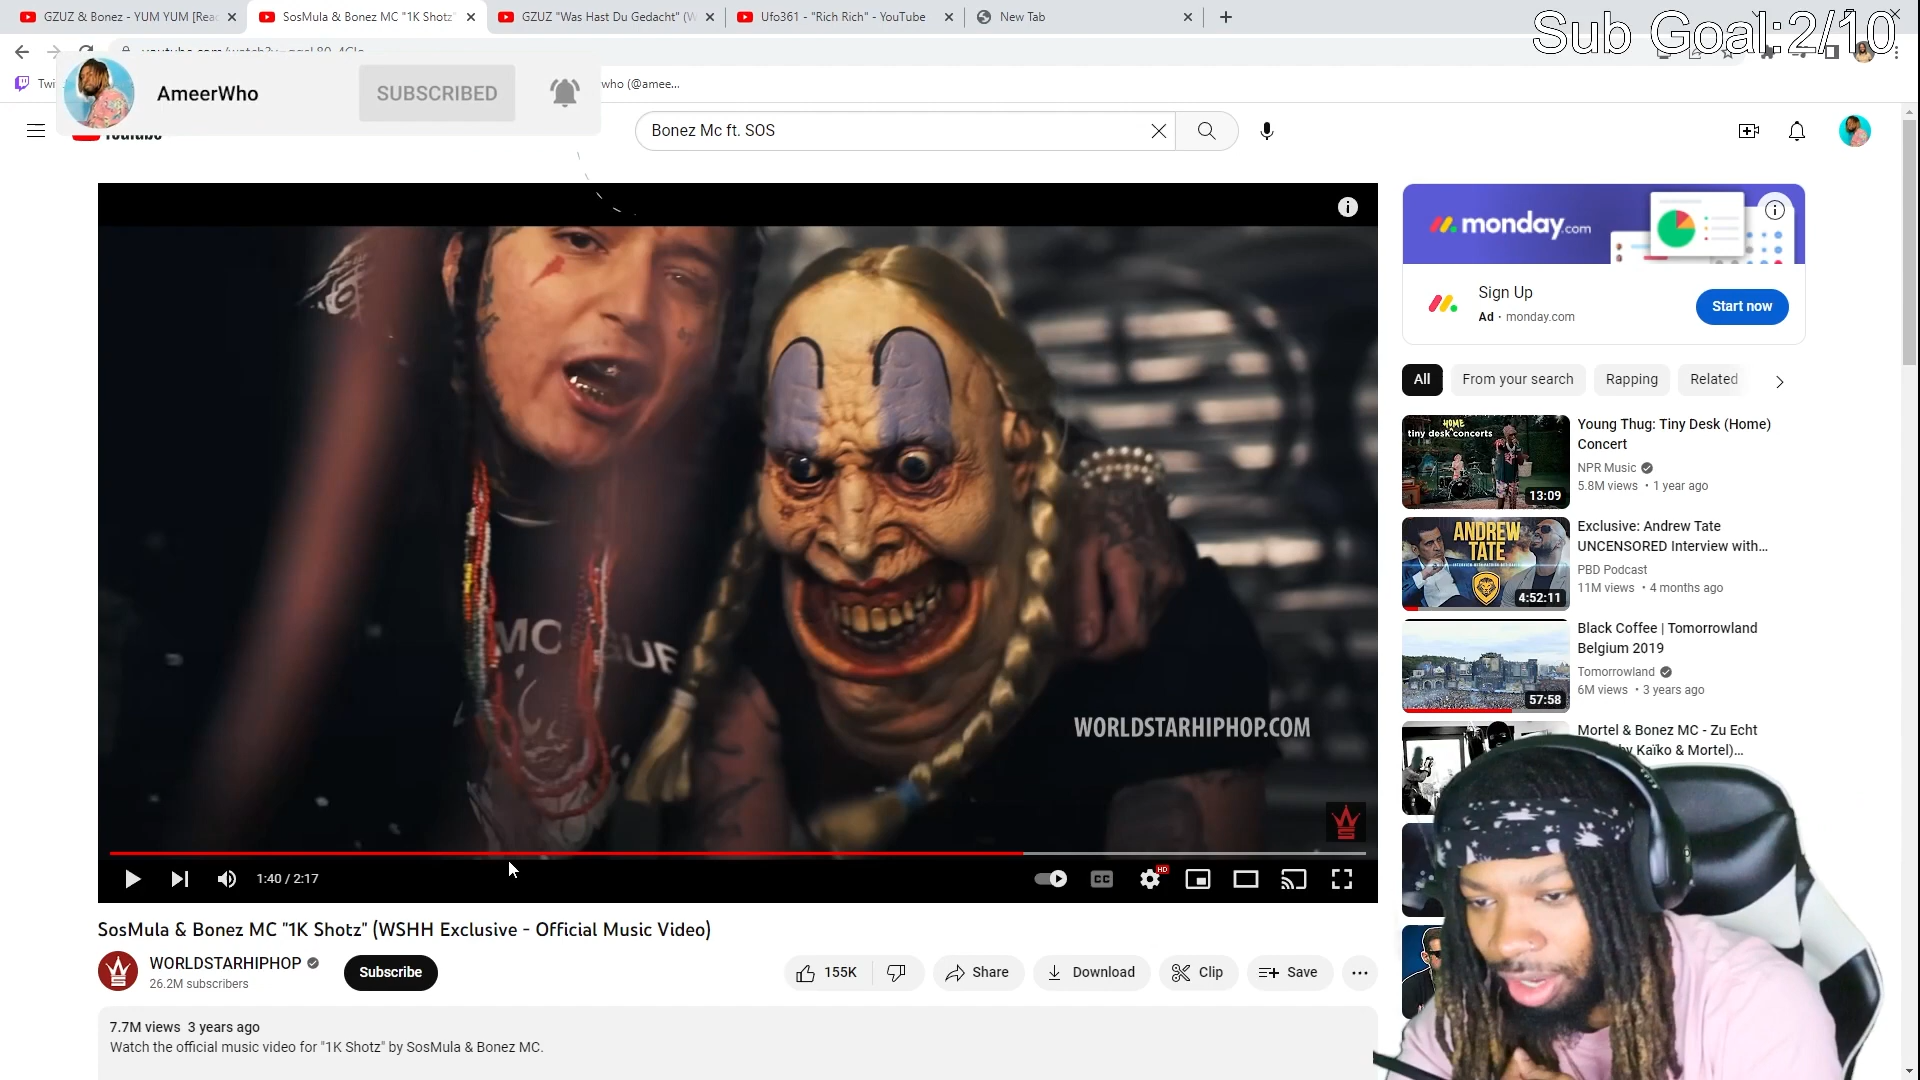 GZUZ & Bonez - YUM YUM [Rea
SosMula & Bonez MC "1K Shotz"
GZUZ "Was Hast Du Gedacht" (W
Ufo361 - "Rich Rich" - YouTube
New Tab
Sub Goal:2/10
AmeerWho
SUBSCRIBED
who (@amee...
Bonez Mc ft. SOS
monday.com
Sign Up
Ad · monday.com
Start now
All
From your search
Rapping
Related
HOME
tiny desk concerts
13:09
Young Thug: Tiny Desk (Home)
Concert
NPR Music
5.8M views · 1 year ago
ANDREW
TATE
4:52:11
Exclusive: Andrew Tate
UNCENSORED Interview with...
PBD Podcast
11M views · 4 months ago
57:58
Black Coffee | Tomorrowland
Belgium 2019
Tomorrowland
6M views · 3 years ago
Mortel & Bonez MC - Zu Echt
by Kaïko & Mortel)...
WORLDSTARHIPHOP.COM
1:40 / 2:17
CC
HD
SosMula & Bonez MC "1K Shotz" (WSHH Exclusive - Official Music Video)
WORLDSTARHIPHOP
26.2M subscribers
Subscribe
155K
Share
Download
Clip
Save
7.7M views 3 years ago
Watch the official music video for "1K Shotz" by SosMula & Bonez MC.